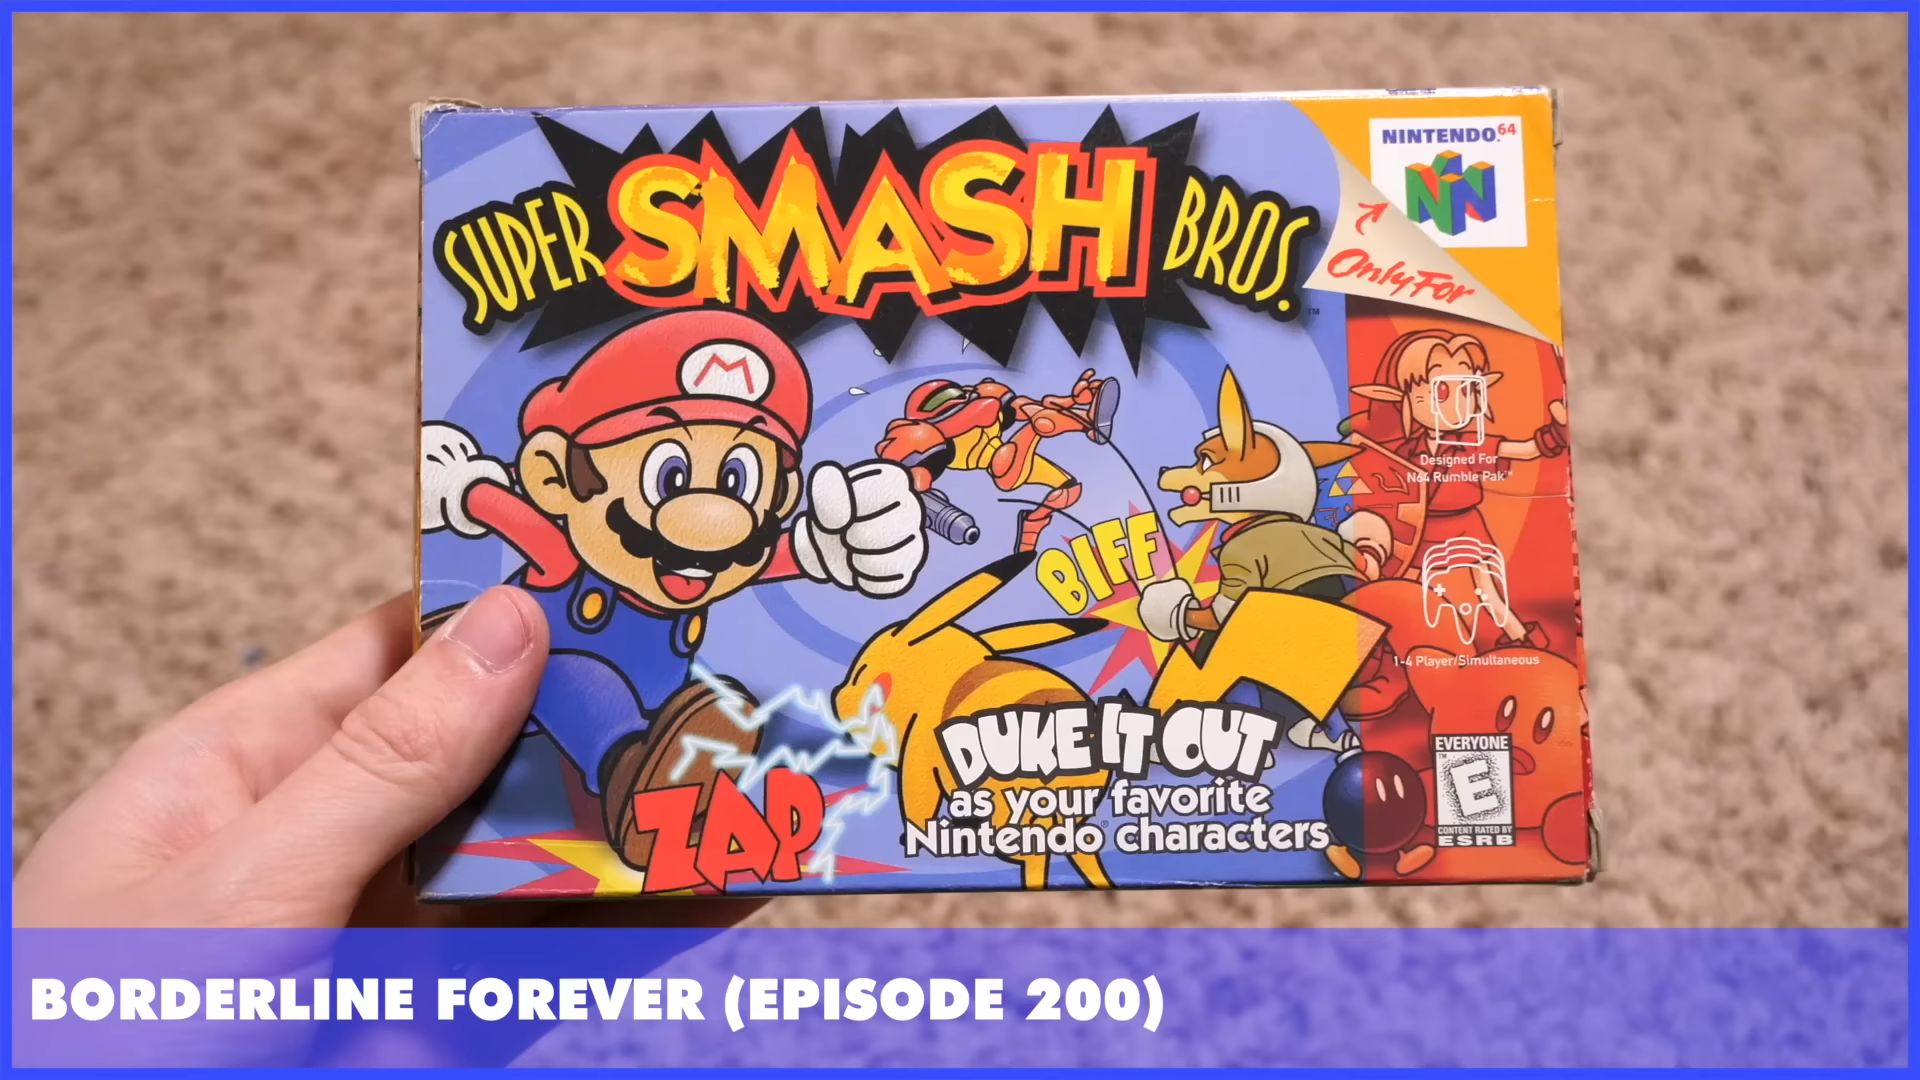 SUPER SMASH BROS.
TM
NINTENDO64
Only For
Designed For
N64 Rumble Pak™
BIFF
1-4 Player/Simultaneous
ZAP
DUKE IT OUT
as your favorite
Nintendo® characters
EVERYONE
E
CONTENT RATED BY
ESRB
BORDERLINE FOREVER (EPISODE 200)